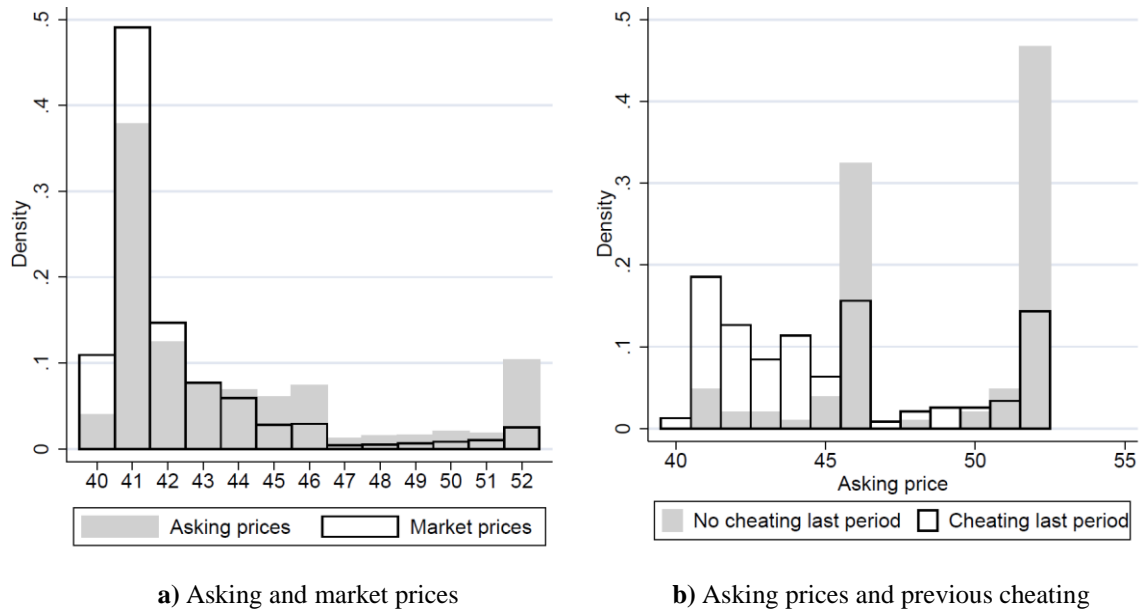 .5
.4
.3
.2
.1
0
Density
40 41 42 43 44 45 46 47 48 49 50 51 52
Asking prices Market prices
a) Asking and market prices
.5
.4
.3
.2
.1
0
Density
40 45 50 55
Asking price
No cheating last period Cheating last period
b) Asking prices and previous cheating